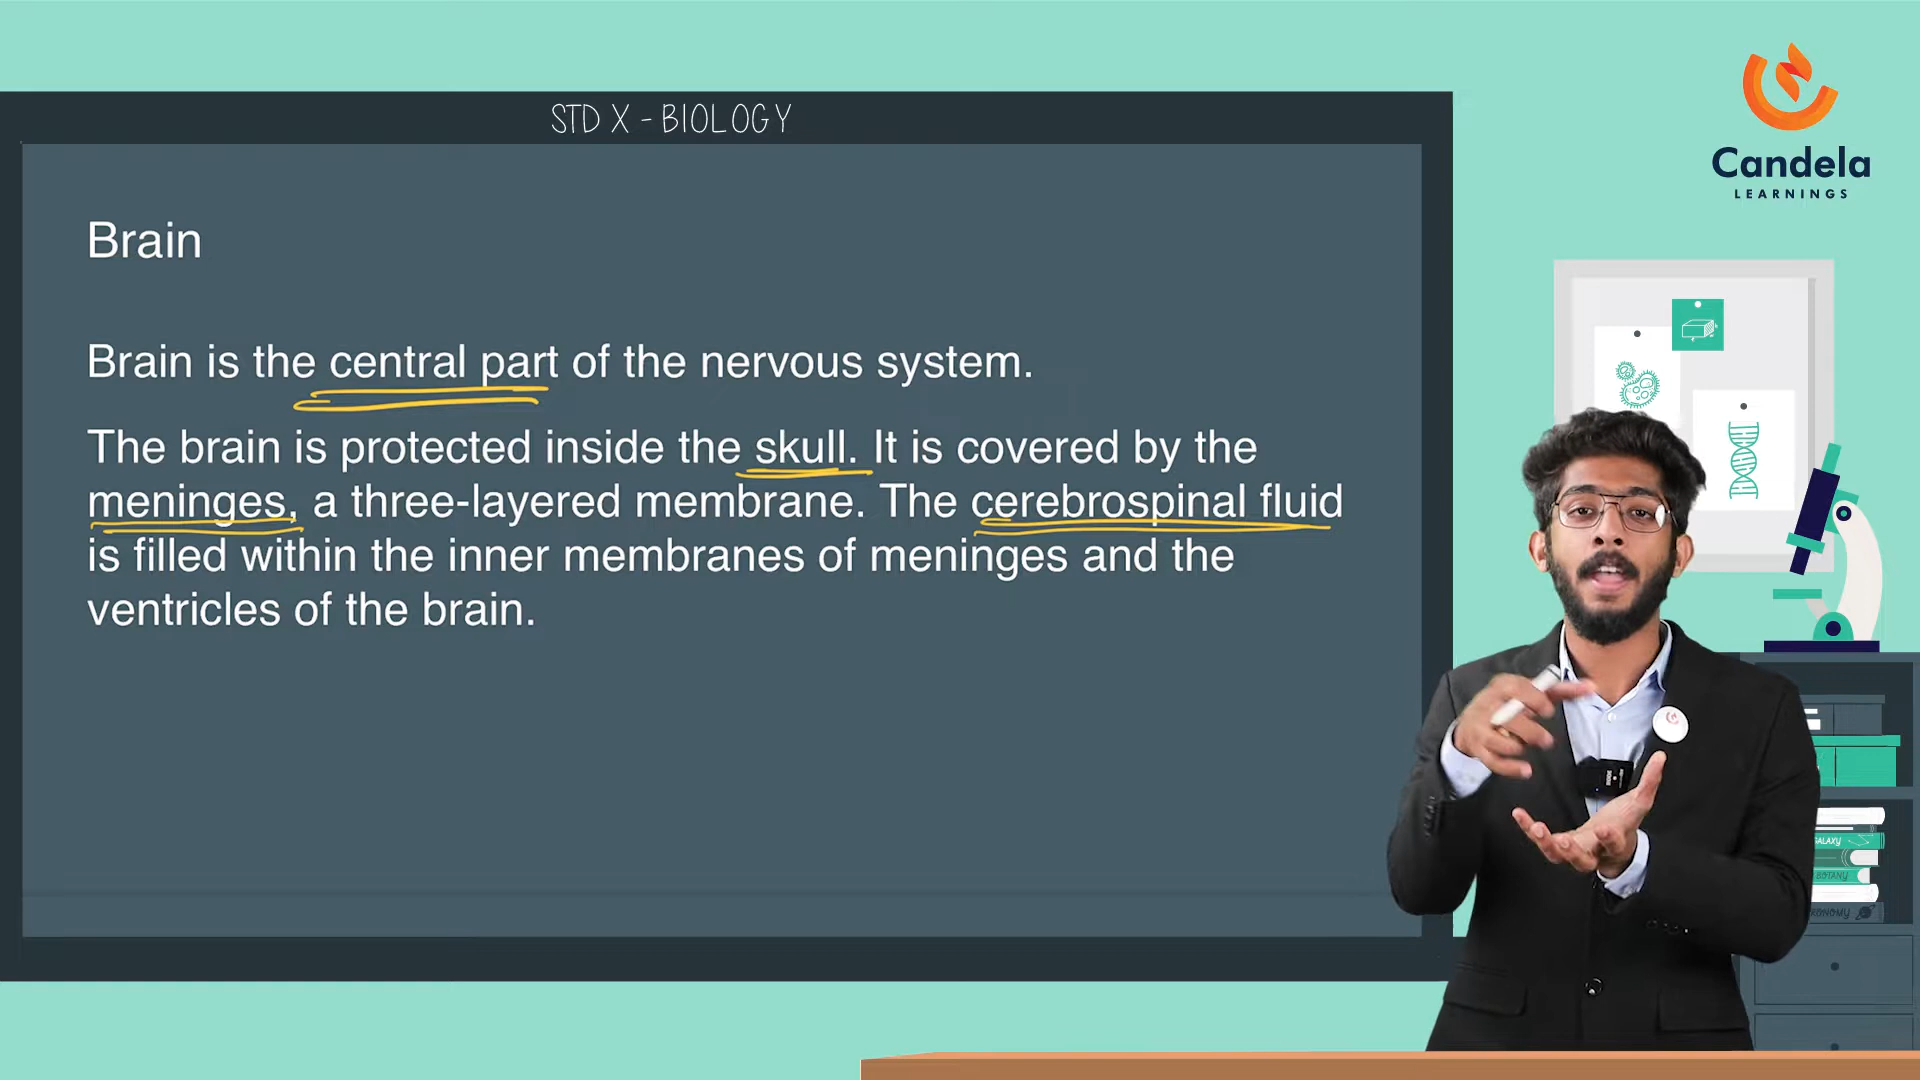 STD X - BIOLOGY
Candela
LEARNINGS
Brain
Brain is the central part of the nervous system.
The brain is protected inside the skull. It is covered by the
meninges, a three-layered membrane. The cerebrospinal fluid
is filled within the inner membranes of meninges and the
ventricles of the brain.
GALAXY
BOTANY